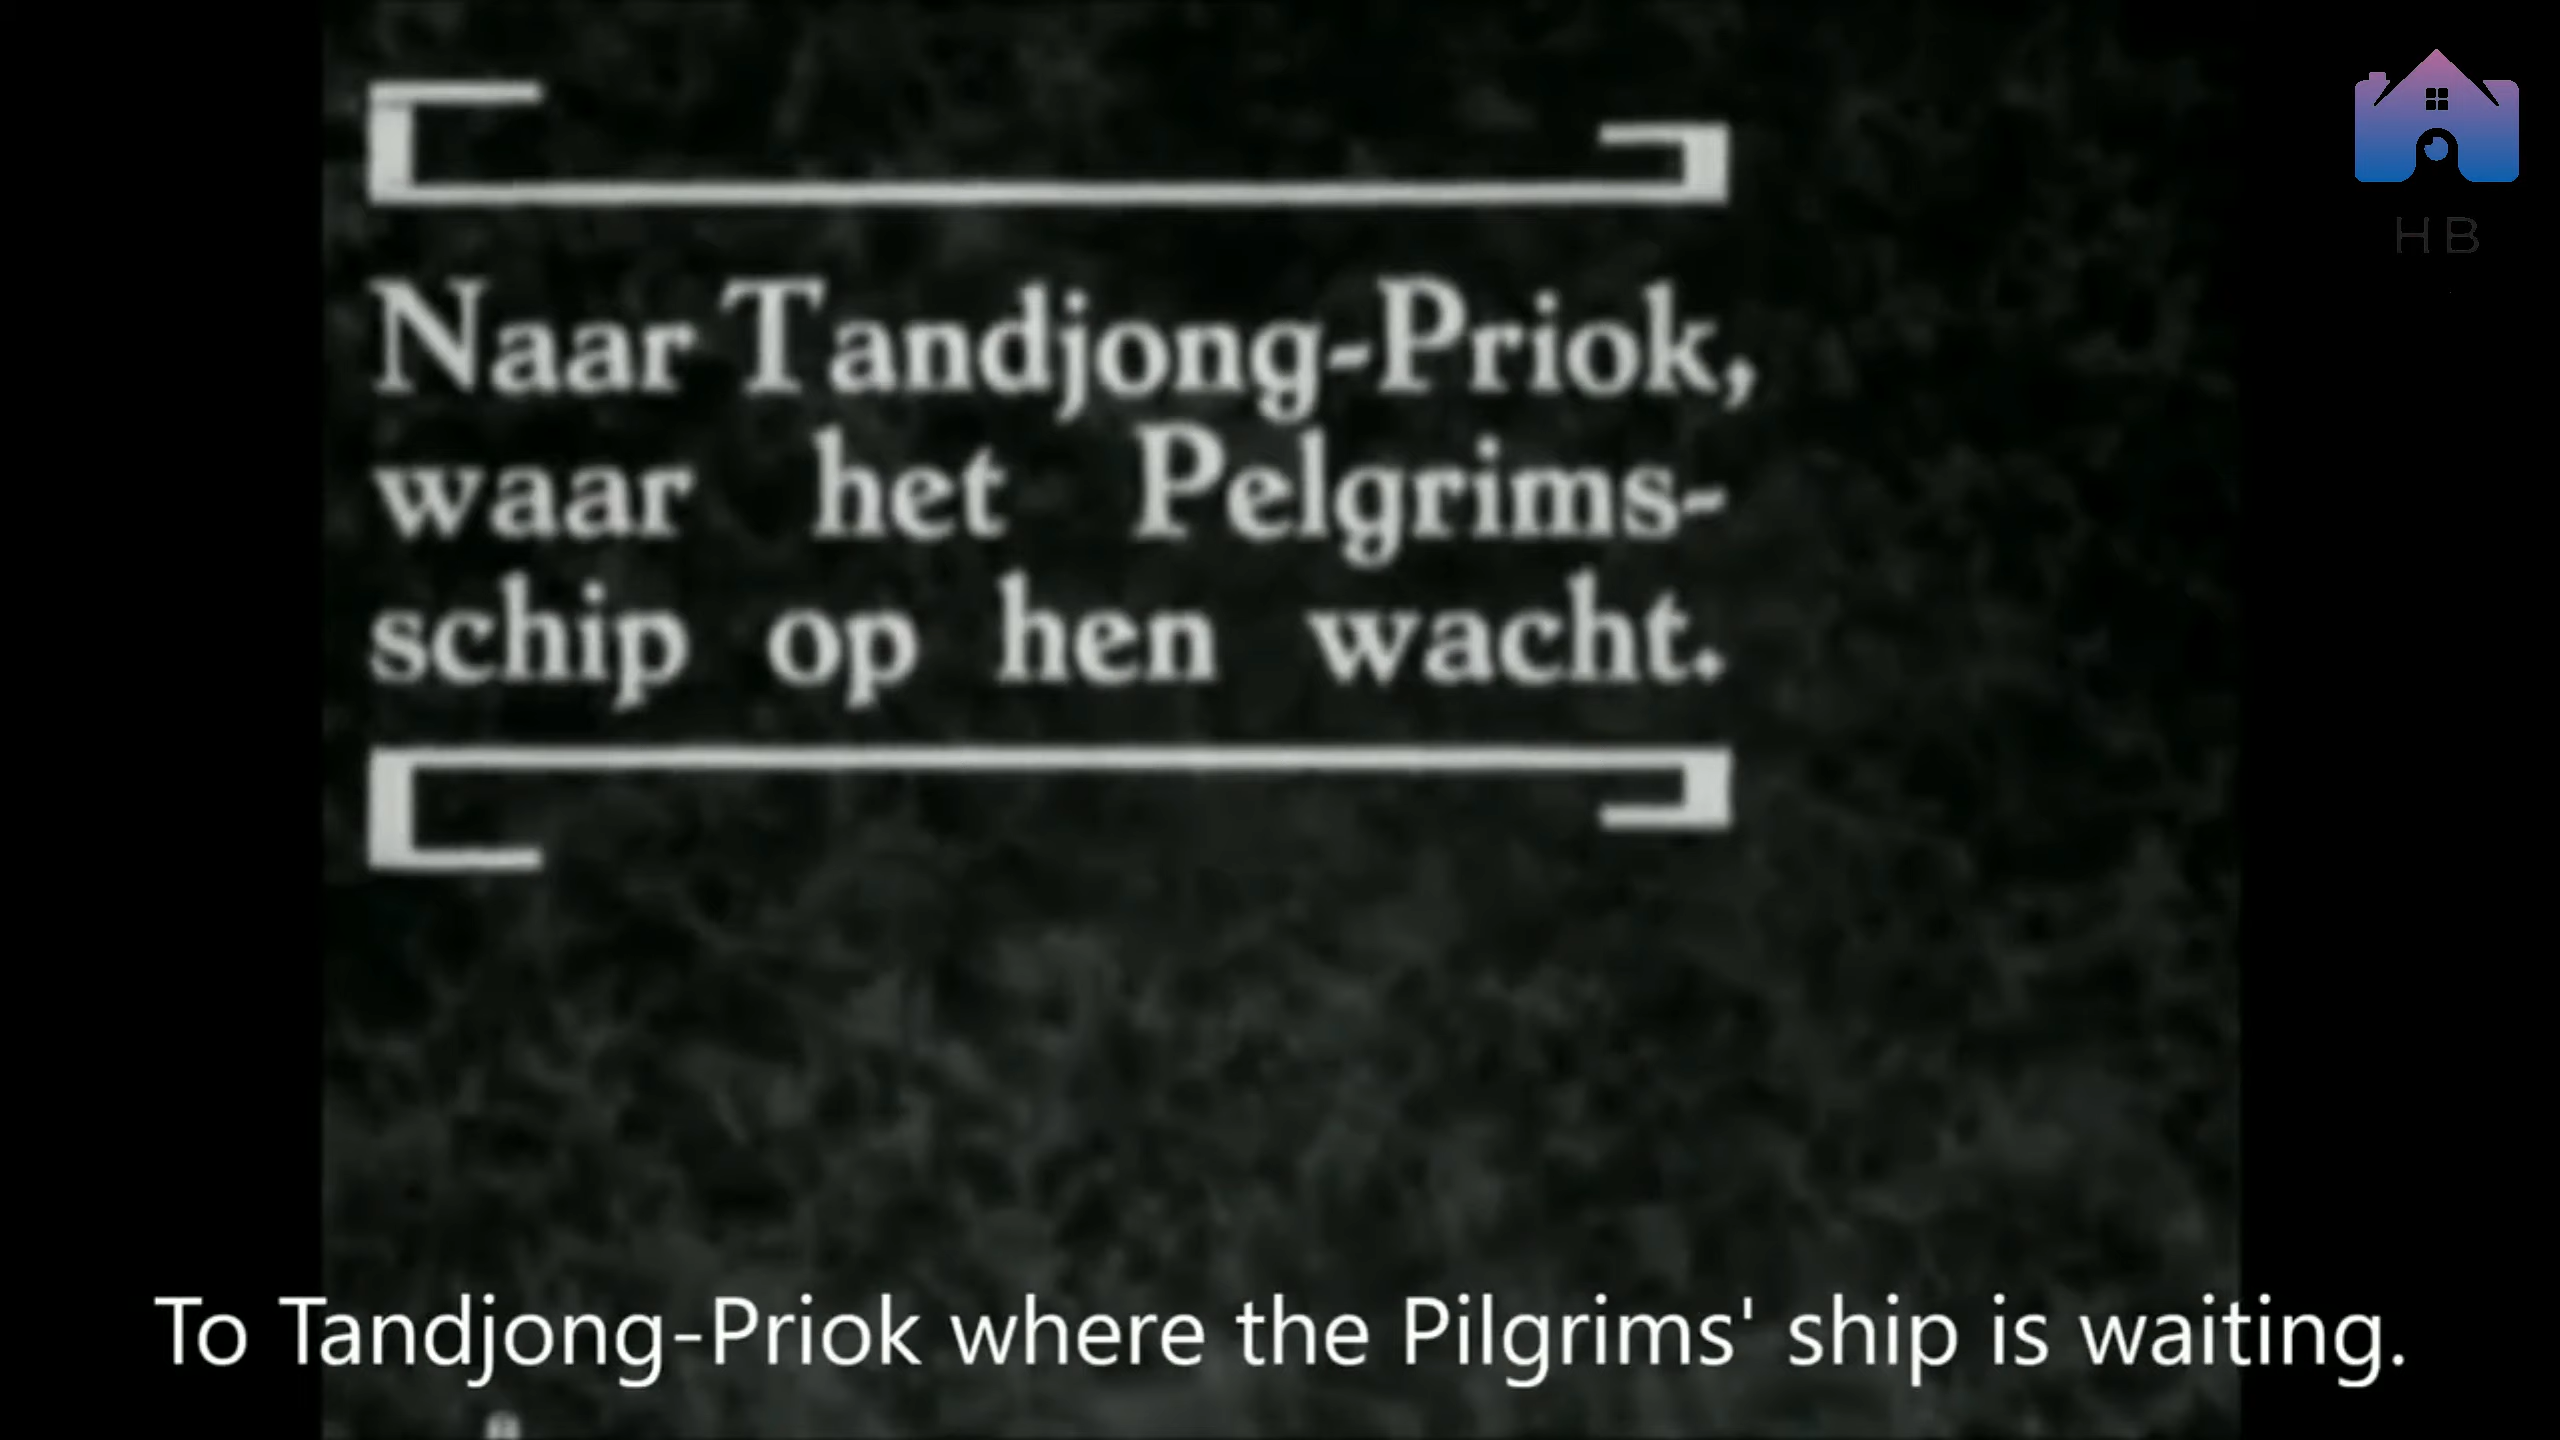 Naar Tandjong-Priok,
waar het Pelgrims-
schip op hen wacht.
To Tandjong-Priok where the Pilgrims' ship is waiting.
HB